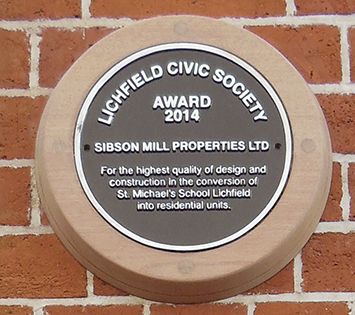 LICHFIELD CIVIC SOCIETY
AWARD
2014
SIBSON MILL PROPERTIES LTD
For the highest quality of design and
construction in the conversion of
St. Michael's School Lichfield
into residential units.